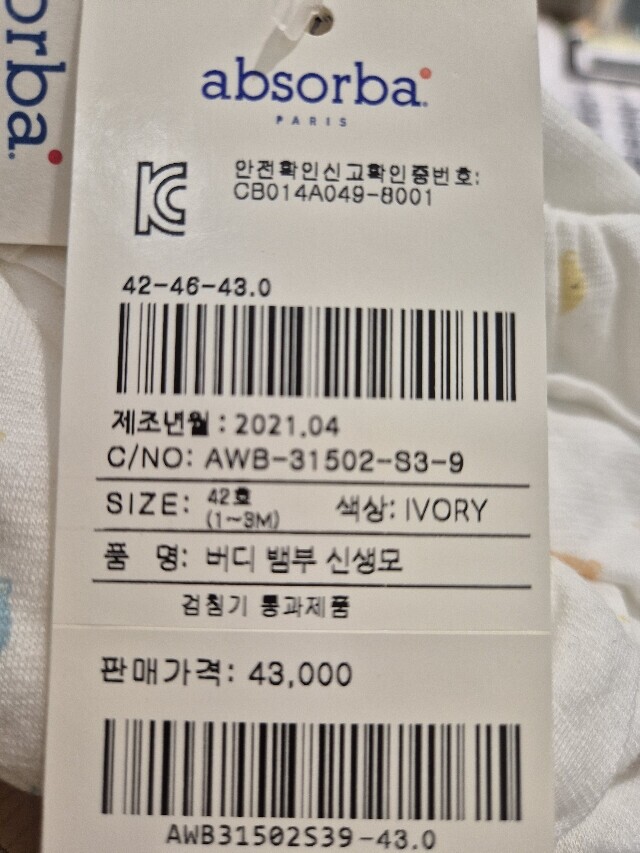 orba
absorba
PARIS
안전확인신고확인증번호:
CB014A049-8001
42-46-43.0
제조년월 : 2021.04
C/NO: AWB-31502-S3-9
SIZE: 42호 (1~3M) 색상: IVORY
품 명: 버디 뱀부 신생모
검침기 통과제품
판매가격: 43,000
AWB31502S39-43.0